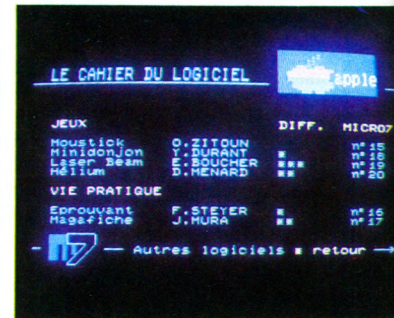 LE CAHIER DU LOGICIEL
apple
JEUX DIFF. MICRO7
Moustick O.ZITOUN n°15
Minidonjon Y.DURANT n°18
Laser Beam E.BOUCHER n°19
Hélium D.MENARD n°20
VIE PRATIQUE
Eprouvant F.STEYER n°16
Magafiche J.MURA n°17
Autres logiciels retour →